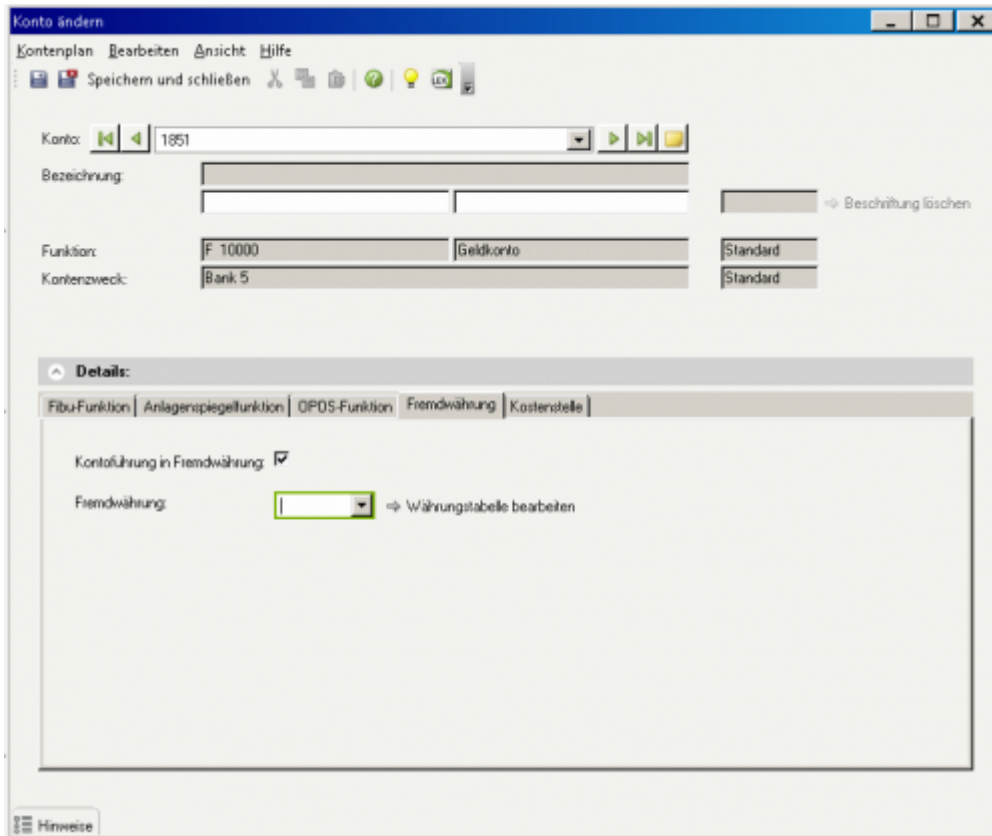 Konto ändern
Kontenplan Bearbeiten Ansicht Hilfe
Speichern und schließen
Konto: 1851
Bezeichnung:
Beschriftung löschen
Funktion: F 10000 Geldkonto Standard
Kontenzweck: Bank 5 Standard
Details:
Fibu-Funktion Anlagenspiegelfunktion OPOS-Funktion Fremdwährung Kostenstelle
Kontoführung in Fremdwährung:
Fremdwährung: Währungstabelle bearbeiten
Hinweise